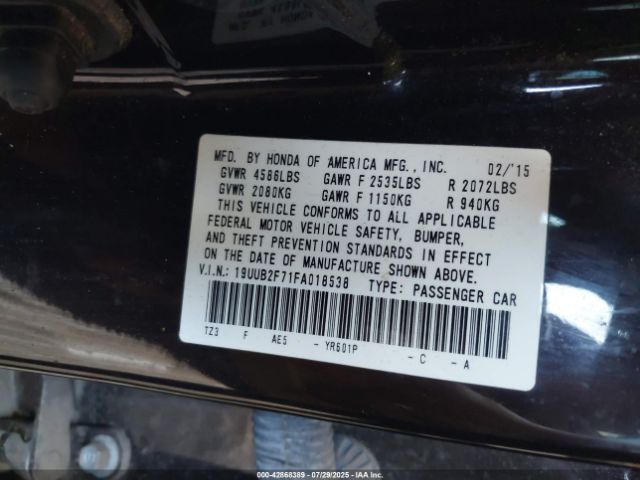 MFD. BY HONDA OF AMERICA MFG., INC. 02/'15
GVWR 4586LBS GAWR F 2535LBS R 2072LBS
GVWR 2080KG GAWR F 1150KG R 940KG
THIS VEHICLE CONFORMS TO ALL APPLICABLE
FEDERAL MOTOR VEHICLE SAFETY, BUMPER,
AND THEFT PREVENTION STANDARDS IN EFFECT
ON THE DATE OF MANUFACTURE SHOWN ABOVE.
V.I.N.: 19UUB2F71FA018538 TYPE: PASSENGER CAR
TZ3 F AE5 -YR601P -C -A
000-42868389 | 07/29/2025 | IAA, Inc.